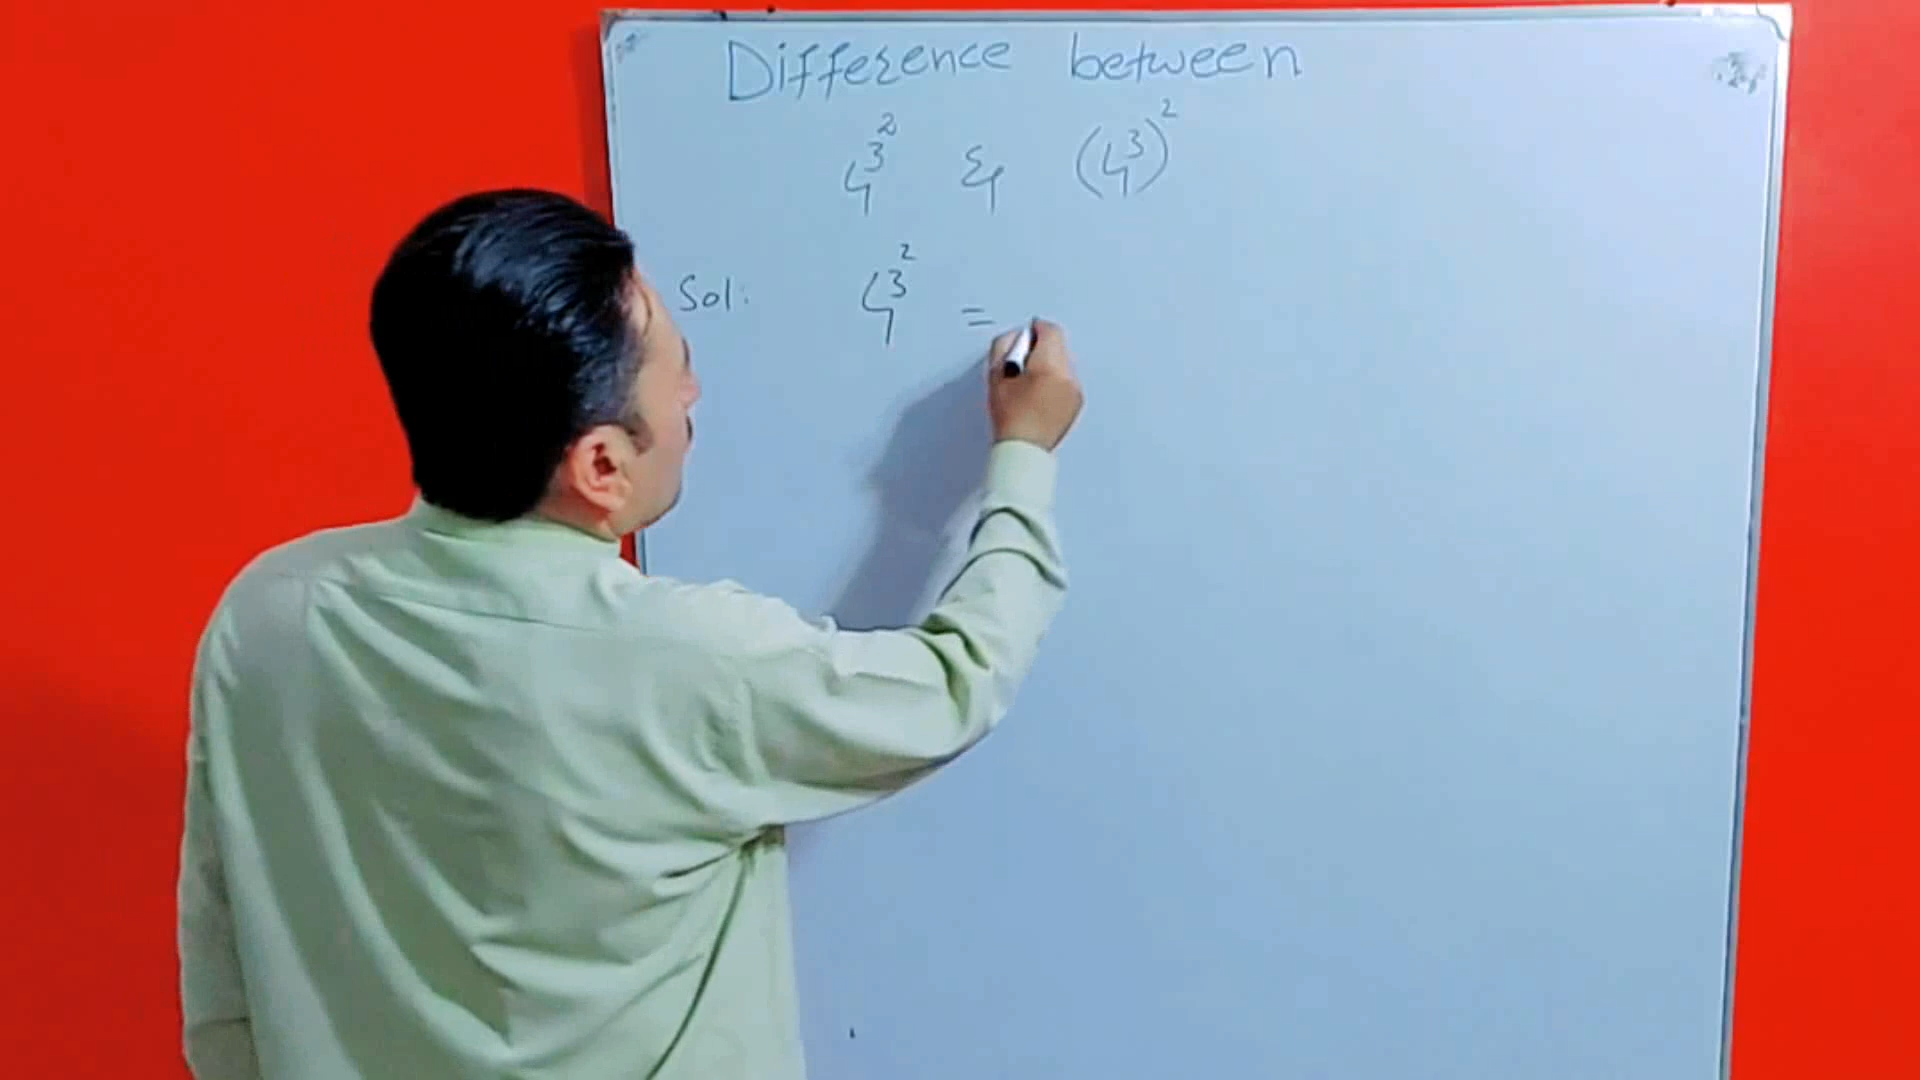 Difference between
4^3^2 & (4^3)^2
Sol: 4^3^2 =